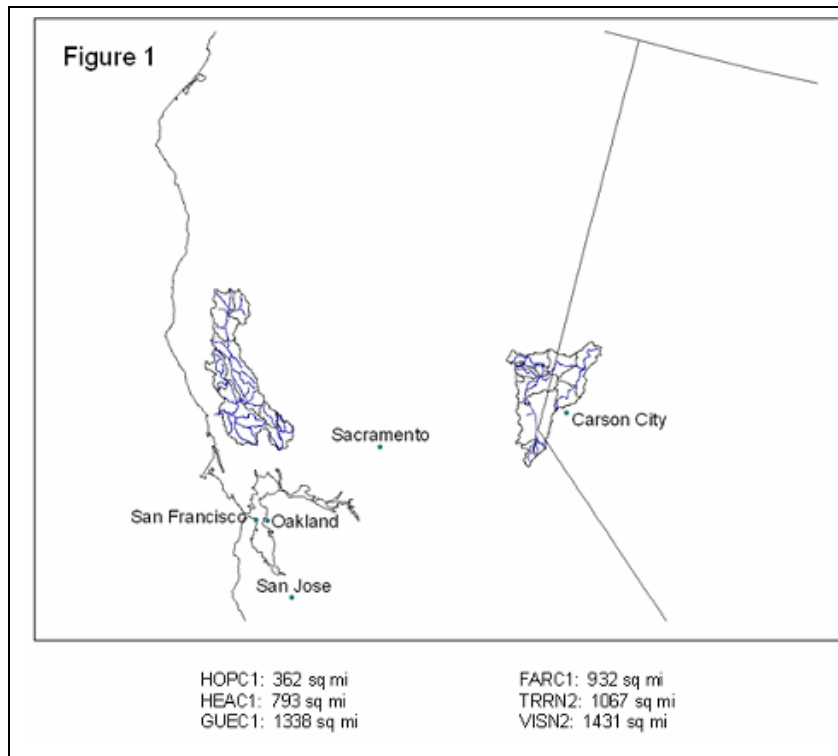 Figure 1
Sacramento
Carson City
San Francisco
Oakland
San Jose
HOPC1: 362 sq mi
HEAC1: 793 sq mi
GUEC1: 1338 sq mi
FARC1: 932 sq mi
TRRN2: 1067 sq mi
VISN2: 1431 sq mi